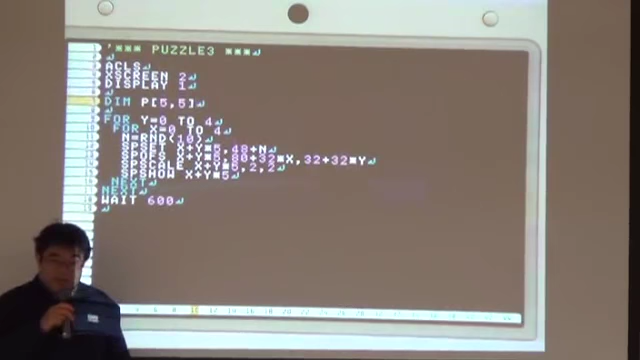 '*** PUZZLE3 ***
ACLS
XSCREEN 2
DISPLAY 1
DIM P[5,5]
FOR Y=0 TO 4
FOR X=0 TO 4
N=RND(10)
SPSET X+Y*5,48+N
SPOFS X+Y*5,80+32*X,32+32*Y
SPSCALE X+Y*5,2,2
SPSHOW X+Y*5
NEXT
NEXT
WAIT 600